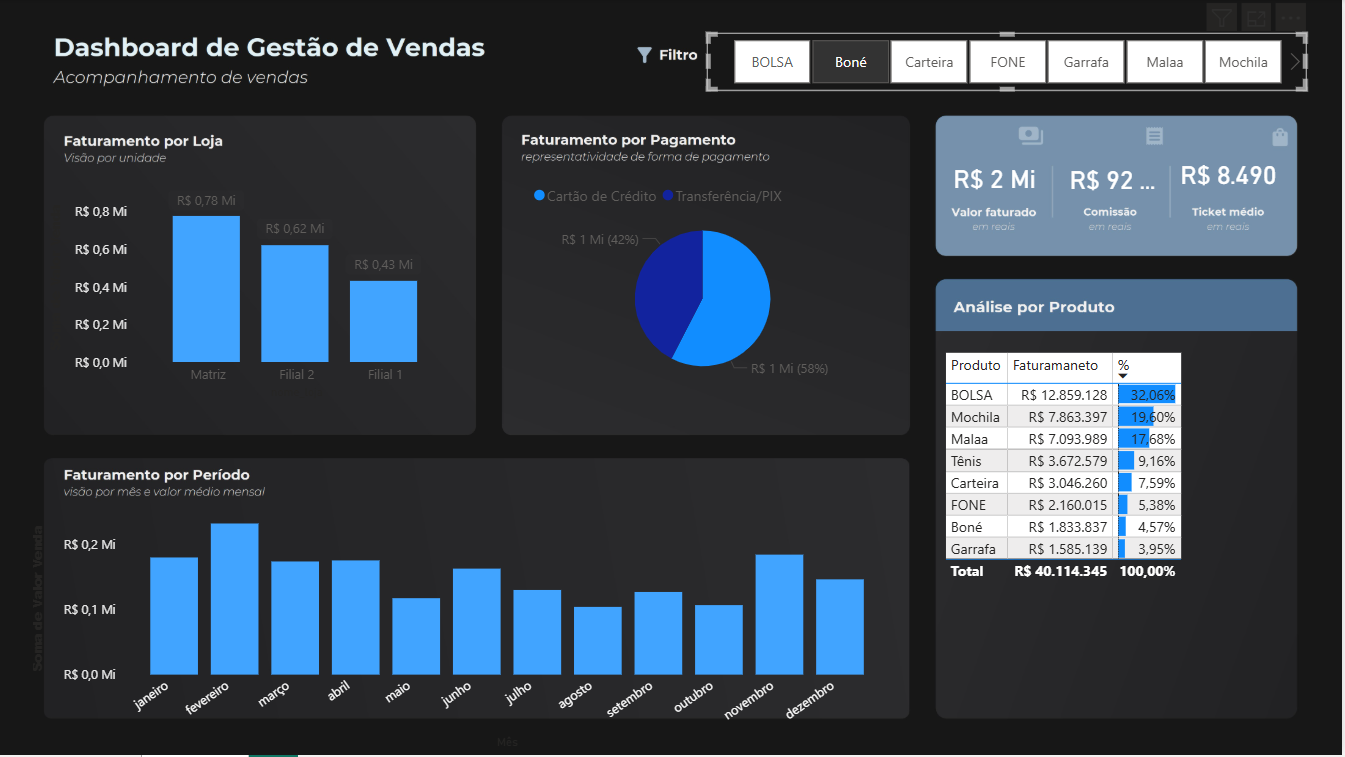 Dashboard de Gestão de Vendas
Acompanhamento de vendas
Filtro
BOLSA
Boné
Carteira
FONE
Garrafa
Malaa
Mochila
Faturamento por Loja
Visão por unidade
R$ 0,8 Mi
R$ 0,6 Mi
R$ 0,4 Mi
R$ 0,2 Mi
R$ 0,0 Mi
R$ 0,78 Mi
R$ 0,62 Mi
R$ 0,43 Mi
Matriz
Filial 2
Filial 1
Faturamento por Pagamento
representatividade de forma de pagamento
Cartão de Crédito
Transferência/PIX
R$ 1 Mi (42%)
R$ 1 Mi (58%)
R$ 2 Mi
Valor faturado
em reais
R$ 92 ...
Comissão
em reais
R$ 8.490
Ticket médio
em reais
Análise por Produto
Produto Faturamaneto %
BOLSA R$ 12.859.128 32,06%
Mochila R$ 7.863.397 19,60%
Malaa R$ 7.093.989 17,68%
Tênis R$ 3.672.579 9,16%
Carteira R$ 3.046.260 7,59%
FONE R$ 2.160.015 5,38%
Boné R$ 1.833.837 4,57%
Garrafa R$ 1.585.139 3,95%
Total R$ 40.114.345 100,00%
Faturamento por Período
visão por mês e valor médio mensal
Soma de Valor Venda
R$ 0,2 Mi
R$ 0,1 Mi
R$ 0,0 Mi
janeiro
fevereiro
março
abril
maio
junho
julho
agosto
setembro
outubro
novembro
dezembro
Mês